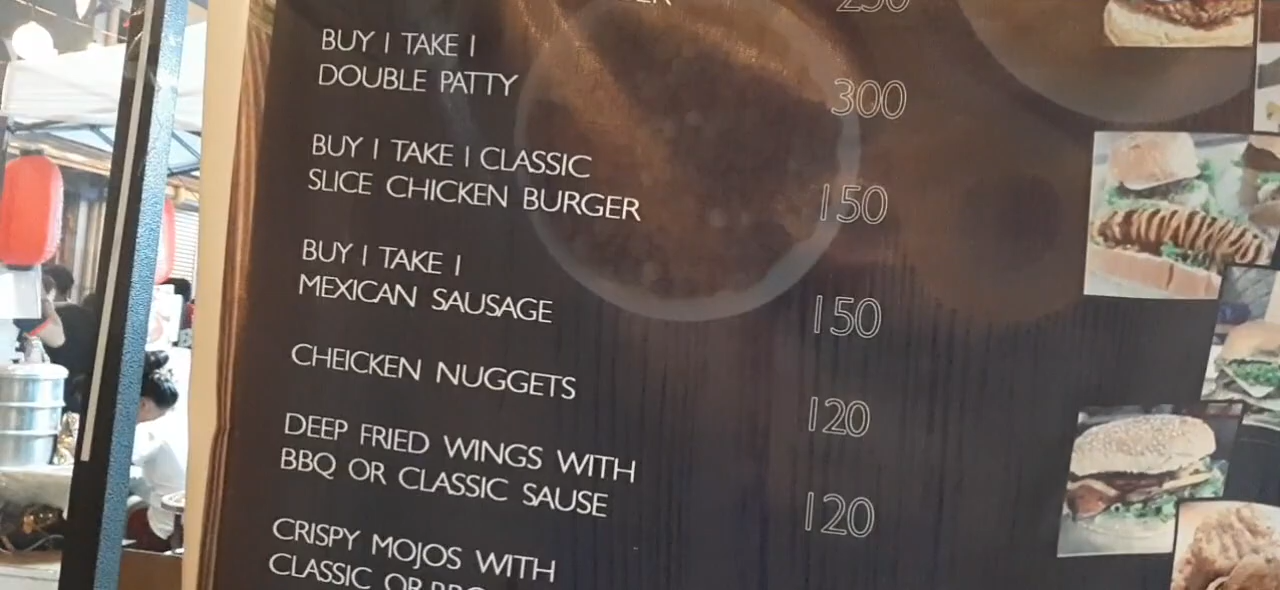 250
BUY 1 TAKE 1
DOUBLE PATTY
300
BUY 1 TAKE 1 CLASSIC
SLICE CHICKEN BURGER
150
BUY 1 TAKE 1
MEXICAN SAUSAGE
150
CHEICKEN NUGGETS
120
DEEP FRIED WINGS WITH
BBQ OR CLASSIC SAUSE
120
CRISPY MOJOS WITH
CLASSIC OR BBQ